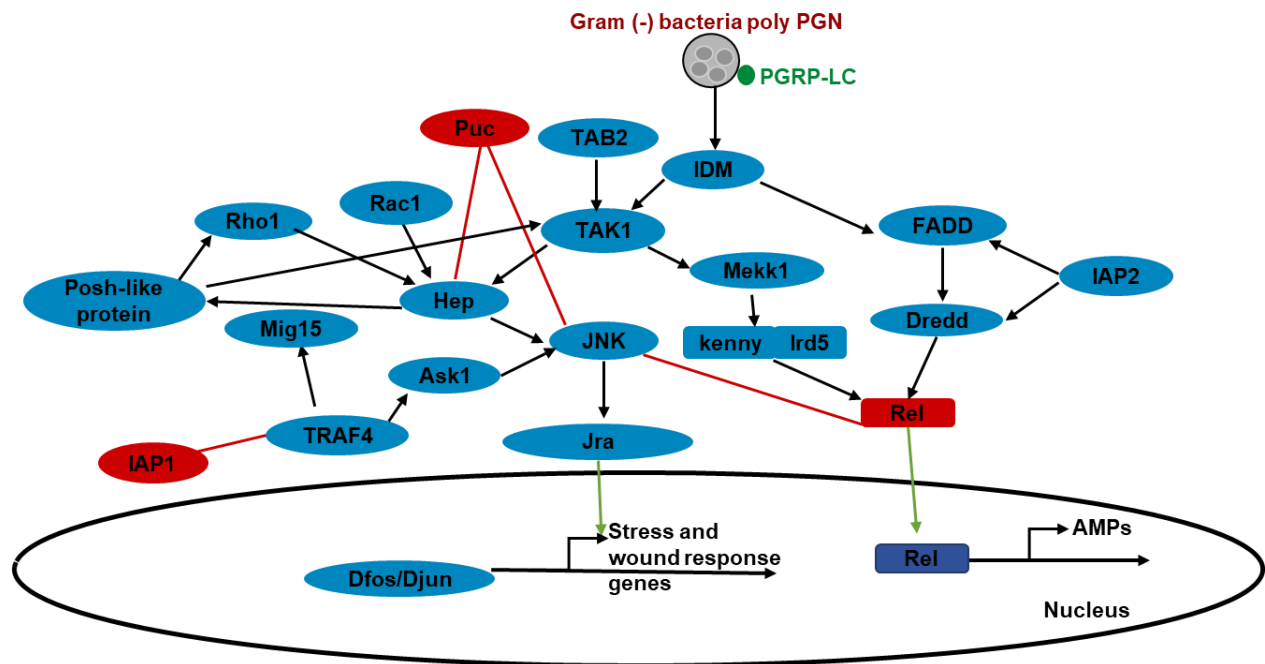 Gram (-) bacteria poly PGN
PGRP-LC
Puc
TAB2
IDM
Rac1
Rho1
TAK1
FADD
Mekk1
IAP2
Posh-like
protein
Hep
Mig15
JNK
kenny
Ird5
Dredd
Ask1
Rel
TRAF4
Jra
IAP1
Stress and
wound response
genes
AMPs
Dfos/Djun
Rel
Nucleus